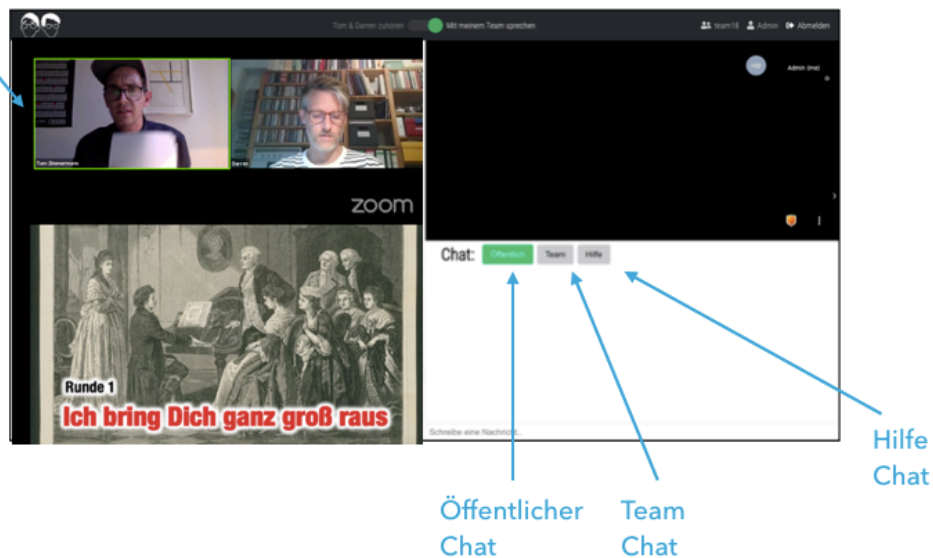 Tom & Darren zuhören
Mit meinem Team sprechen
team18
Admin
Abmelden
Admin (me)
Tom Zimmermann
Darren
zoom
/2020
Runde 1
Ich bring Dich ganz groß raus
Chat:
Öffentlich
Team
Hilfe
Schreibe eine Nachricht...
Hilfe
Chat
Öffentlicher
Chat
Team
Chat